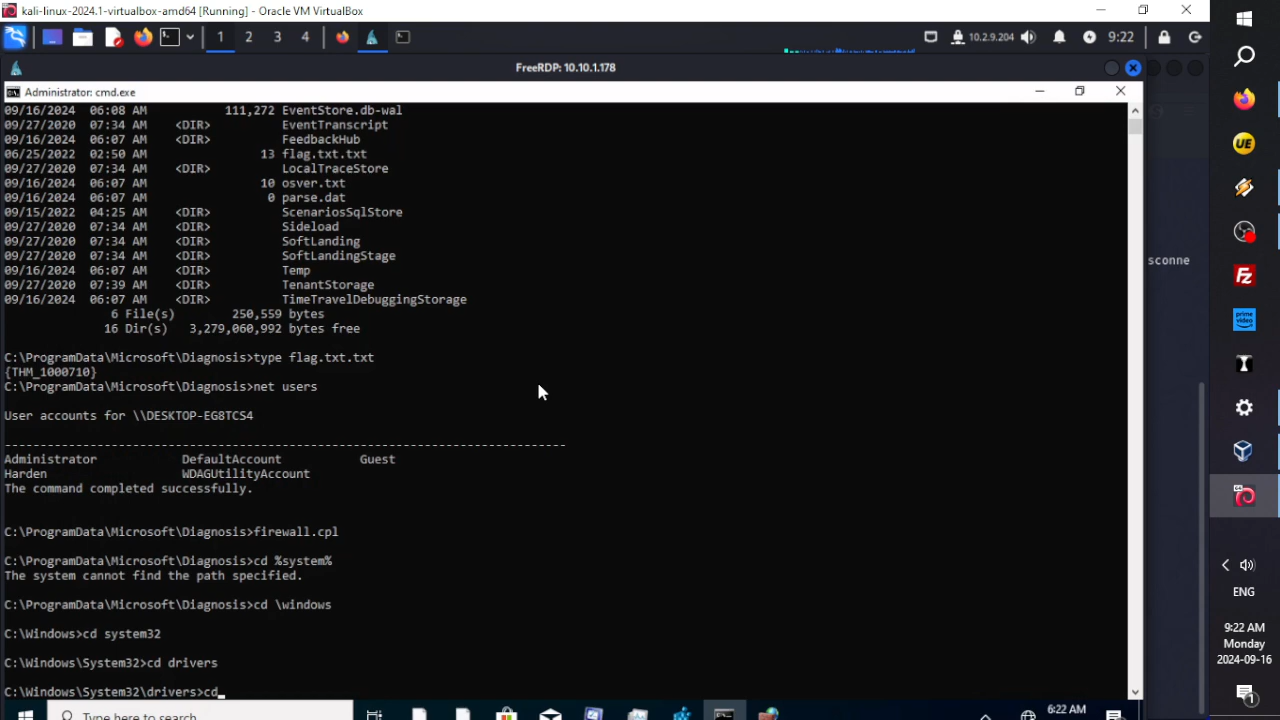 kali-linux-2024.1-virtualbox-amd64 [Running] - Oracle VM VirtualBox
1 2 3 4 10.2.9.204 9:22
FreeRDP: 10.10.1.178
Administrator: cmd.exe
09/16/2024 06:08 AM 111,272 EventStore.db-wal
09/27/2020 07:34 AM <DIR> EventTranscript
09/16/2024 06:07 AM <DIR> FeedbackHub
06/25/2022 02:50 AM 13 flag.txt.txt
09/27/2020 07:34 AM <DIR> LocalTraceStore
09/16/2024 06:07 AM 10 osver.txt
09/16/2024 06:07 AM 0 parse.dat
09/15/2022 04:25 AM <DIR> ScenariosSqlStore
09/27/2020 07:34 AM <DIR> Sideload
09/27/2020 07:34 AM <DIR> SoftLanding
09/27/2020 07:34 AM <DIR> SoftLandingStage
09/16/2024 06:07 AM <DIR> Temp
09/27/2020 07:39 AM <DIR> TenantStorage
09/16/2024 06:07 AM <DIR> TimeTravelDebuggingStorage
6 File(s) 250,559 bytes
16 Dir(s) 3,279,060,992 bytes free
C:\ProgramData\Microsoft\Diagnosis>type flag.txt.txt
{THM_1000710}
C:\ProgramData\Microsoft\Diagnosis>net users
User accounts for \\DESKTOP-EG8TCS4
-------------------------------------------------------------------------------
Administrator DefaultAccount Guest
Harden WDAGUtilityAccount
The command completed successfully.
C:\ProgramData\Microsoft\Diagnosis>firewall.cpl
C:\ProgramData\Microsoft\Diagnosis>cd %system%
The system cannot find the path specified.
C:\ProgramData\Microsoft\Diagnosis>cd \windows
C:\Windows>cd system32
C:\Windows\System32>cd drivers
C:\Windows\System32\drivers>cd_
Type here to search
6:22 AM
sconne
UE
Fz
prime video
64
ENG
9:22 AM
Monday
2024-09-16
1